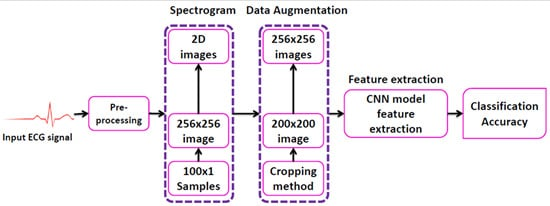 Spectrogram
Data Augmentation
2D
images
256x256
images
Feature extraction
Pre-
processing
256x256
image
200x200
image
CNN model
feature
extraction
Classification
Accuracy
Input ECG signal
100x1
Samples
Cropping
method